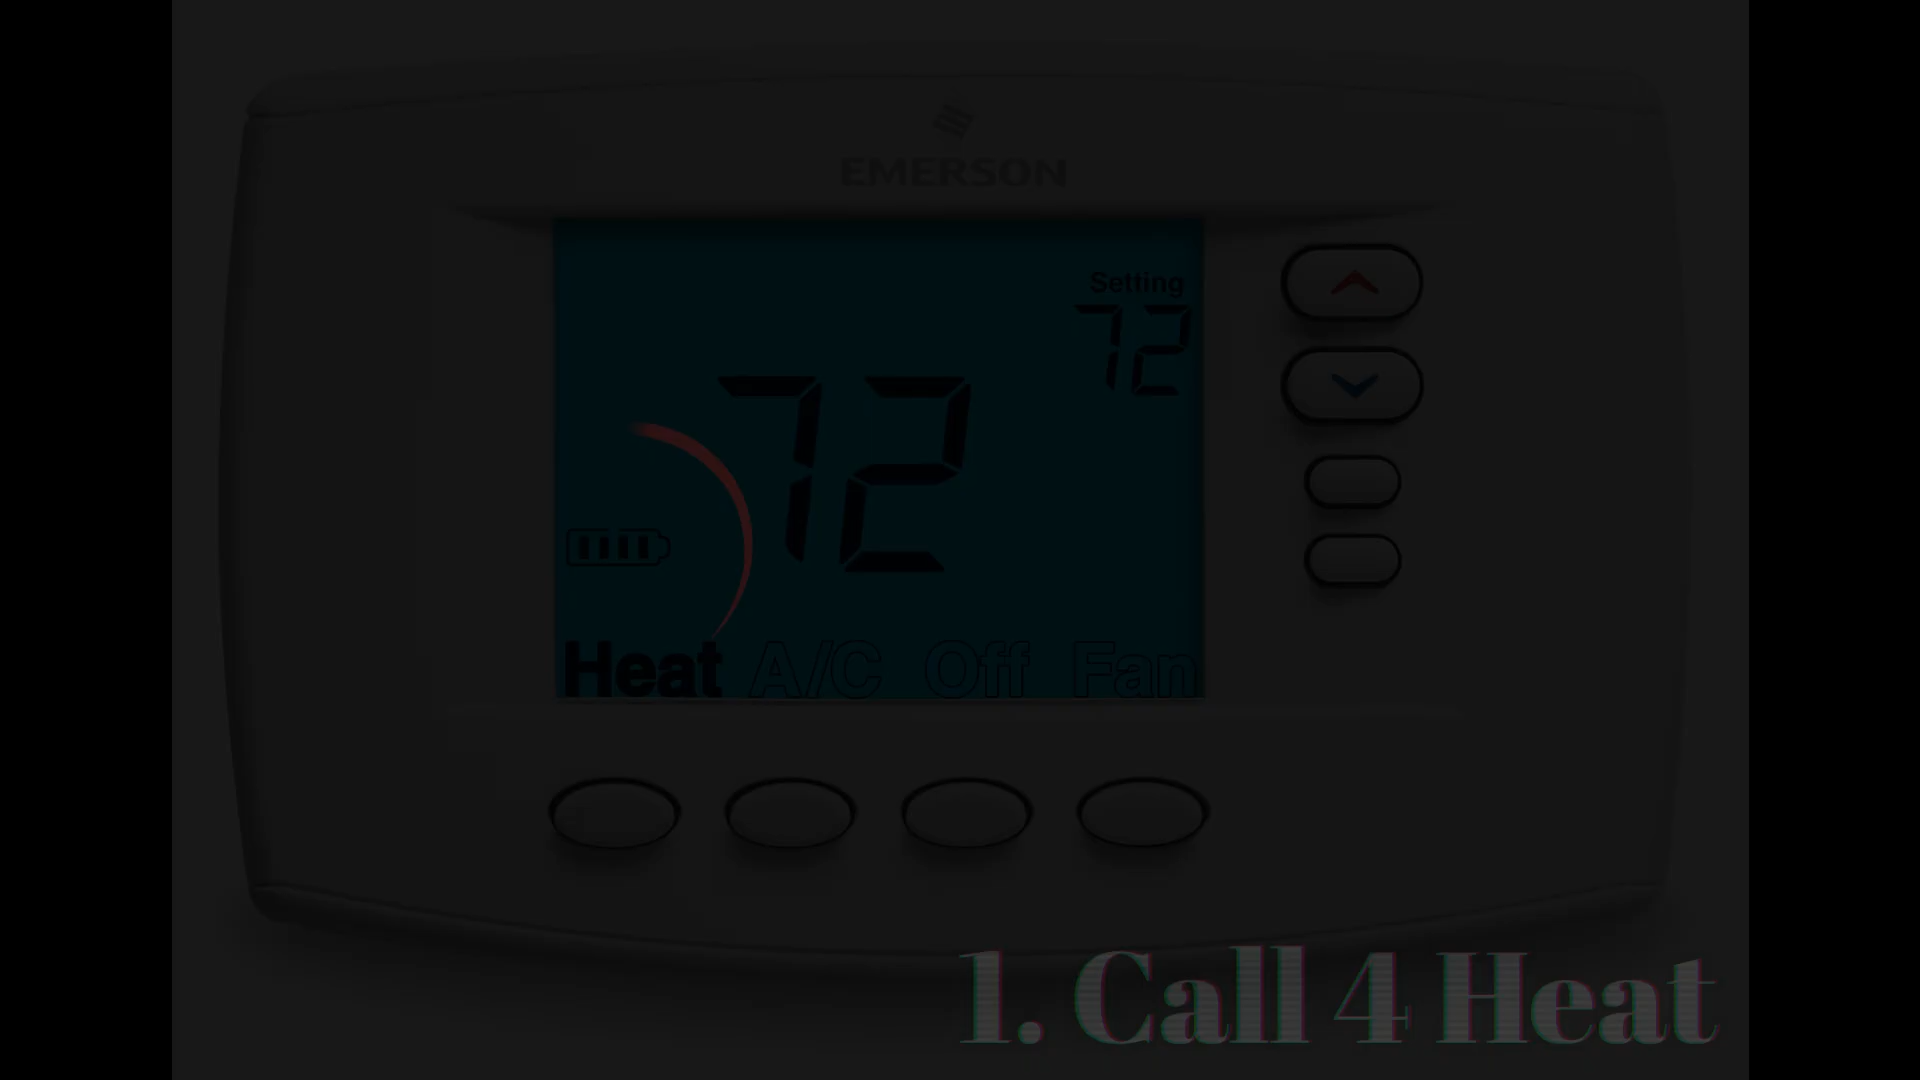 EMERSON
Setting
72
72
Heat A/C Off Fan
1. Call 4 Heat